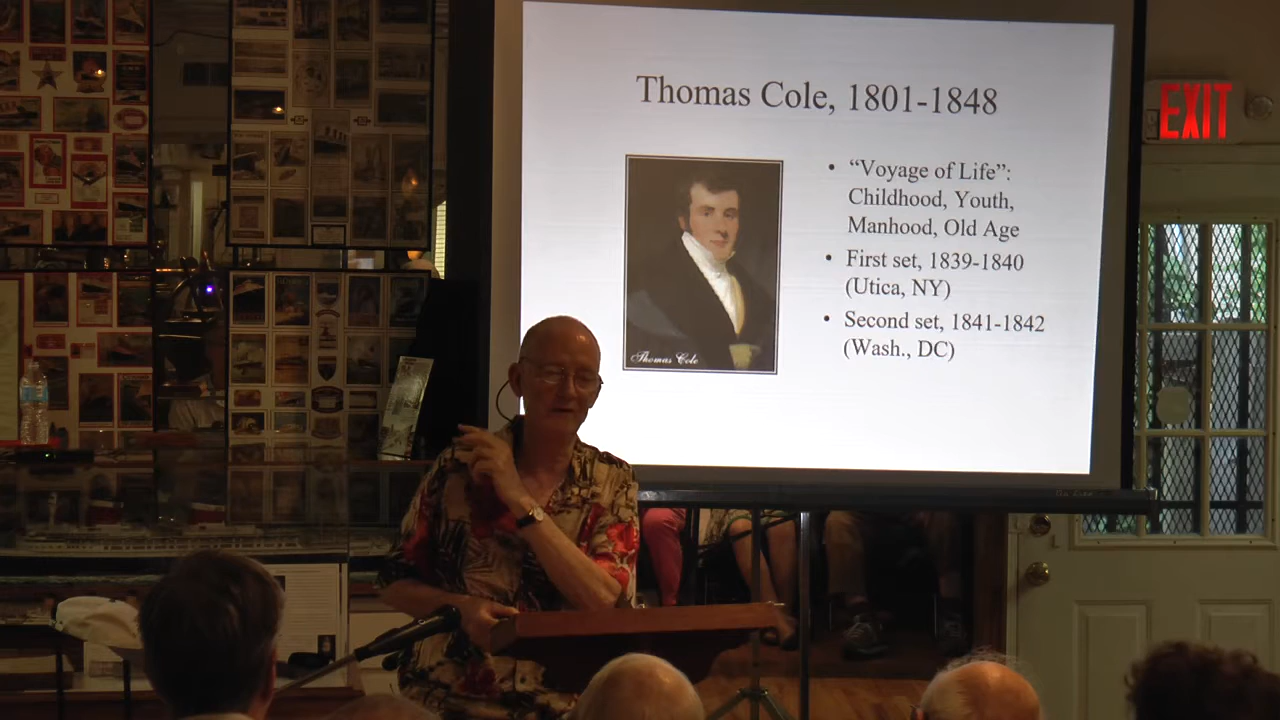 Thomas Cole, 1801-1848
• “Voyage of Life”:
Childhood, Youth,
Manhood, Old Age
• First set, 1839-1840
(Utica, NY)
• Second set, 1841-1842
(Wash., DC)
Thomas Cole
EXIT